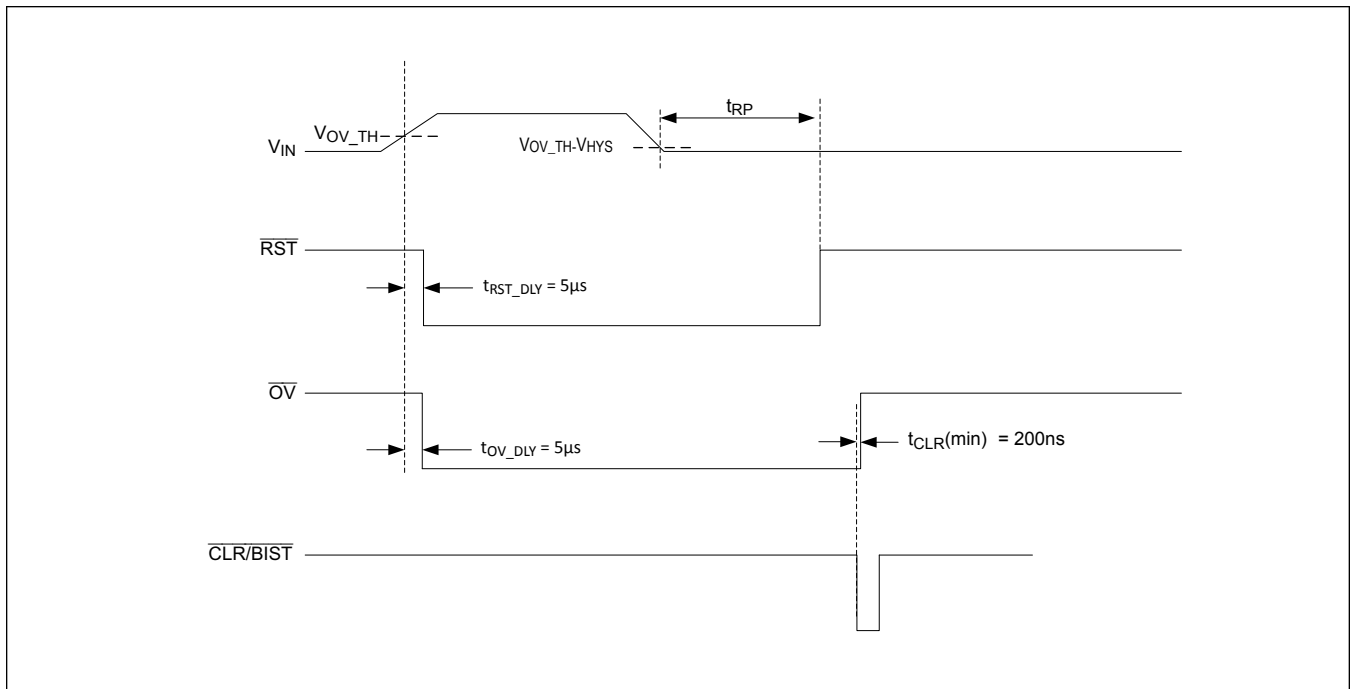 tRP
VOV_TH
VIN
VOV_TH-VHYS
RST
tRST_DLY = 5µs
OV
tOV_DLY = 5µs
tCLR(min) = 200ns
CLR/BIST